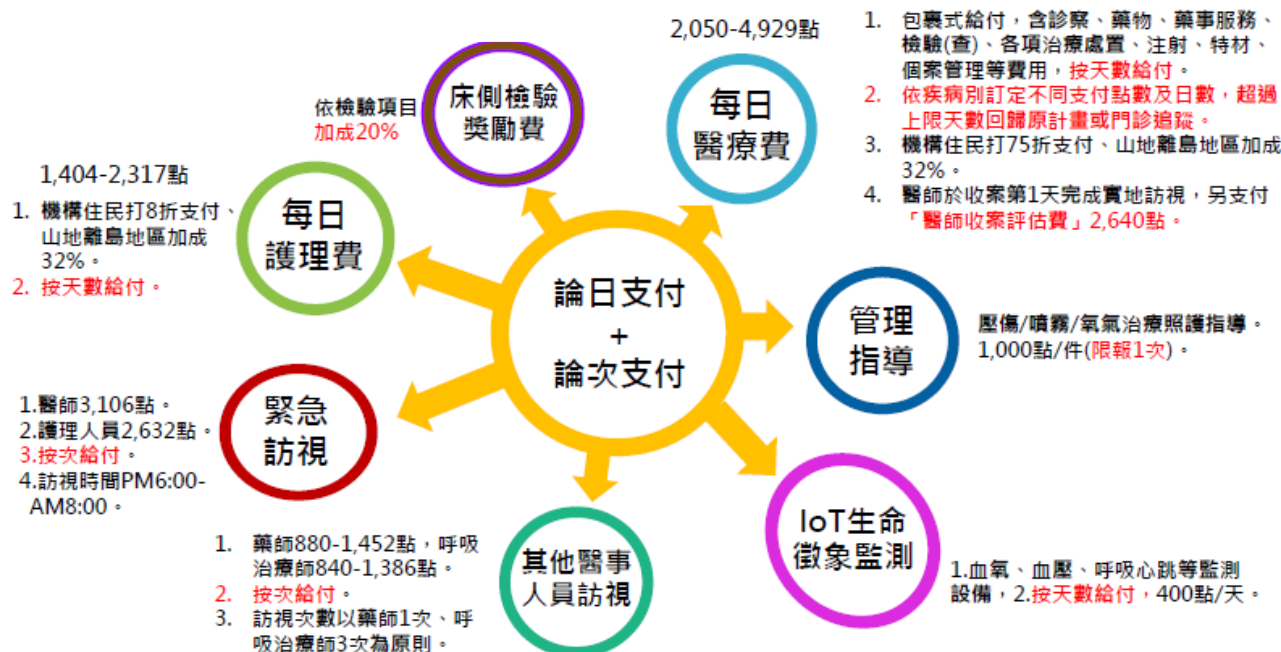 論日支付
+
論次支付
床側檢驗
獎勵費
依檢驗項目
加成20%
每日
醫療費
2,050-4,929點
1. 包裹式給付，含診察、藥物、藥事服務、
檢驗(查)、各項治療處置、注射、特材、
個案管理等費用，按天數給付。
2. 依疾病別訂定不同支付點數及日數，超過
上限天數回歸原計畫或門診追蹤。
3. 機構住民打75折支付、山地離島地區加成
32%。
4. 醫師於收案第1天完成實地訪視，另支付
「醫師收案評估費」2,640點。
管理
指導
壓傷/噴霧/氧氣治療照護指導。
1,000點/件(限報1次)。
IoT生命
徵象監測
1.血氧、血壓、呼吸心跳等監測
設備，2.按天數給付，400點/天。
其他醫事
人員訪視
1. 藥師880-1,452點，呼吸
治療師840-1,386點。
2. 按次給付。
3. 訪視次數以藥師1次、呼
吸治療師3次為原則。
緊急
訪視
1.醫師3,106點。
2.護理人員2,632點。
3.按次給付。
4.訪視時間PM6:00-
AM8:00。
每日
護理費
1,404-2,317點
1. 機構住民打8折支付、
山地離島地區加成
32%。
2. 按天數給付。